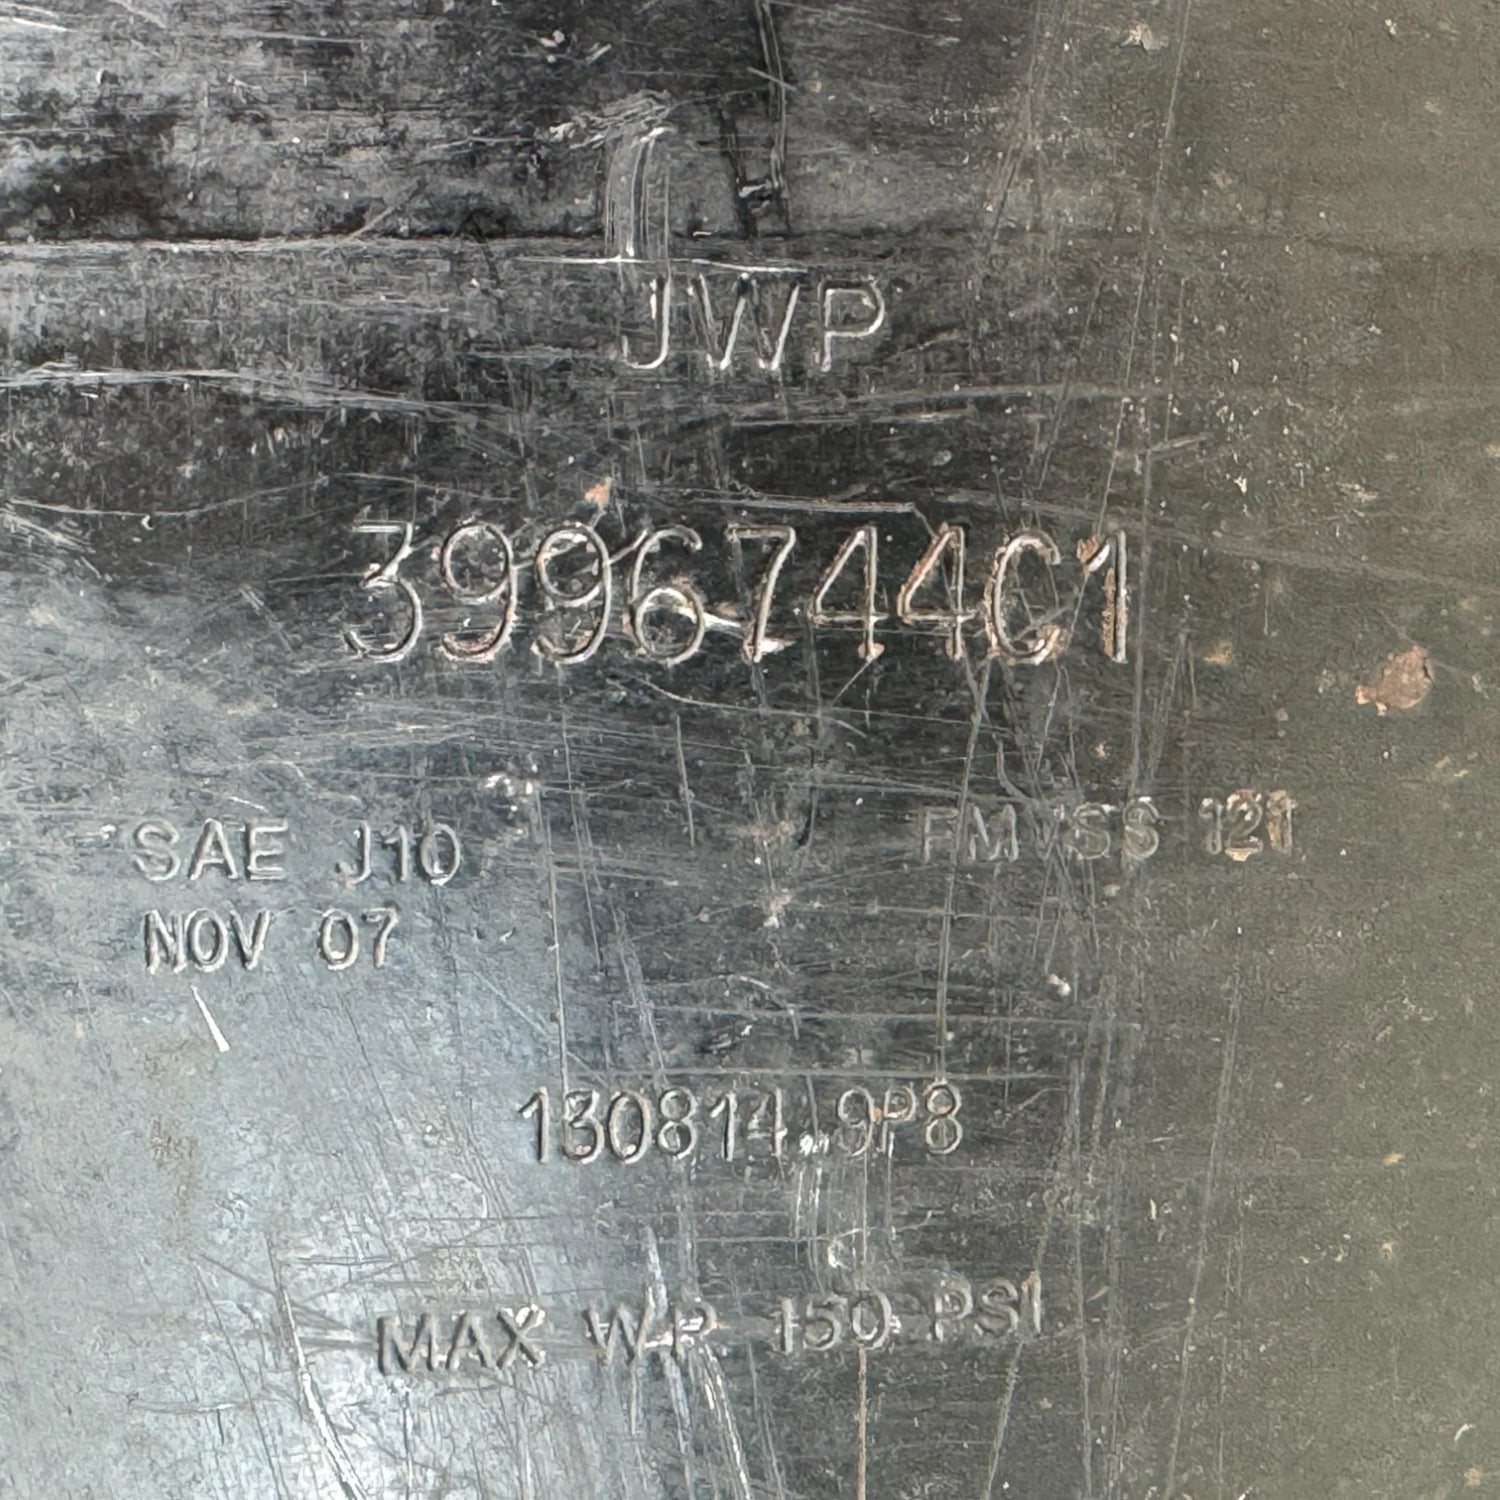 JWP
3996744C1
SAE J10 FMVSS 121
NOV 07
130814 9P8
MAX W.P. 150 PSI